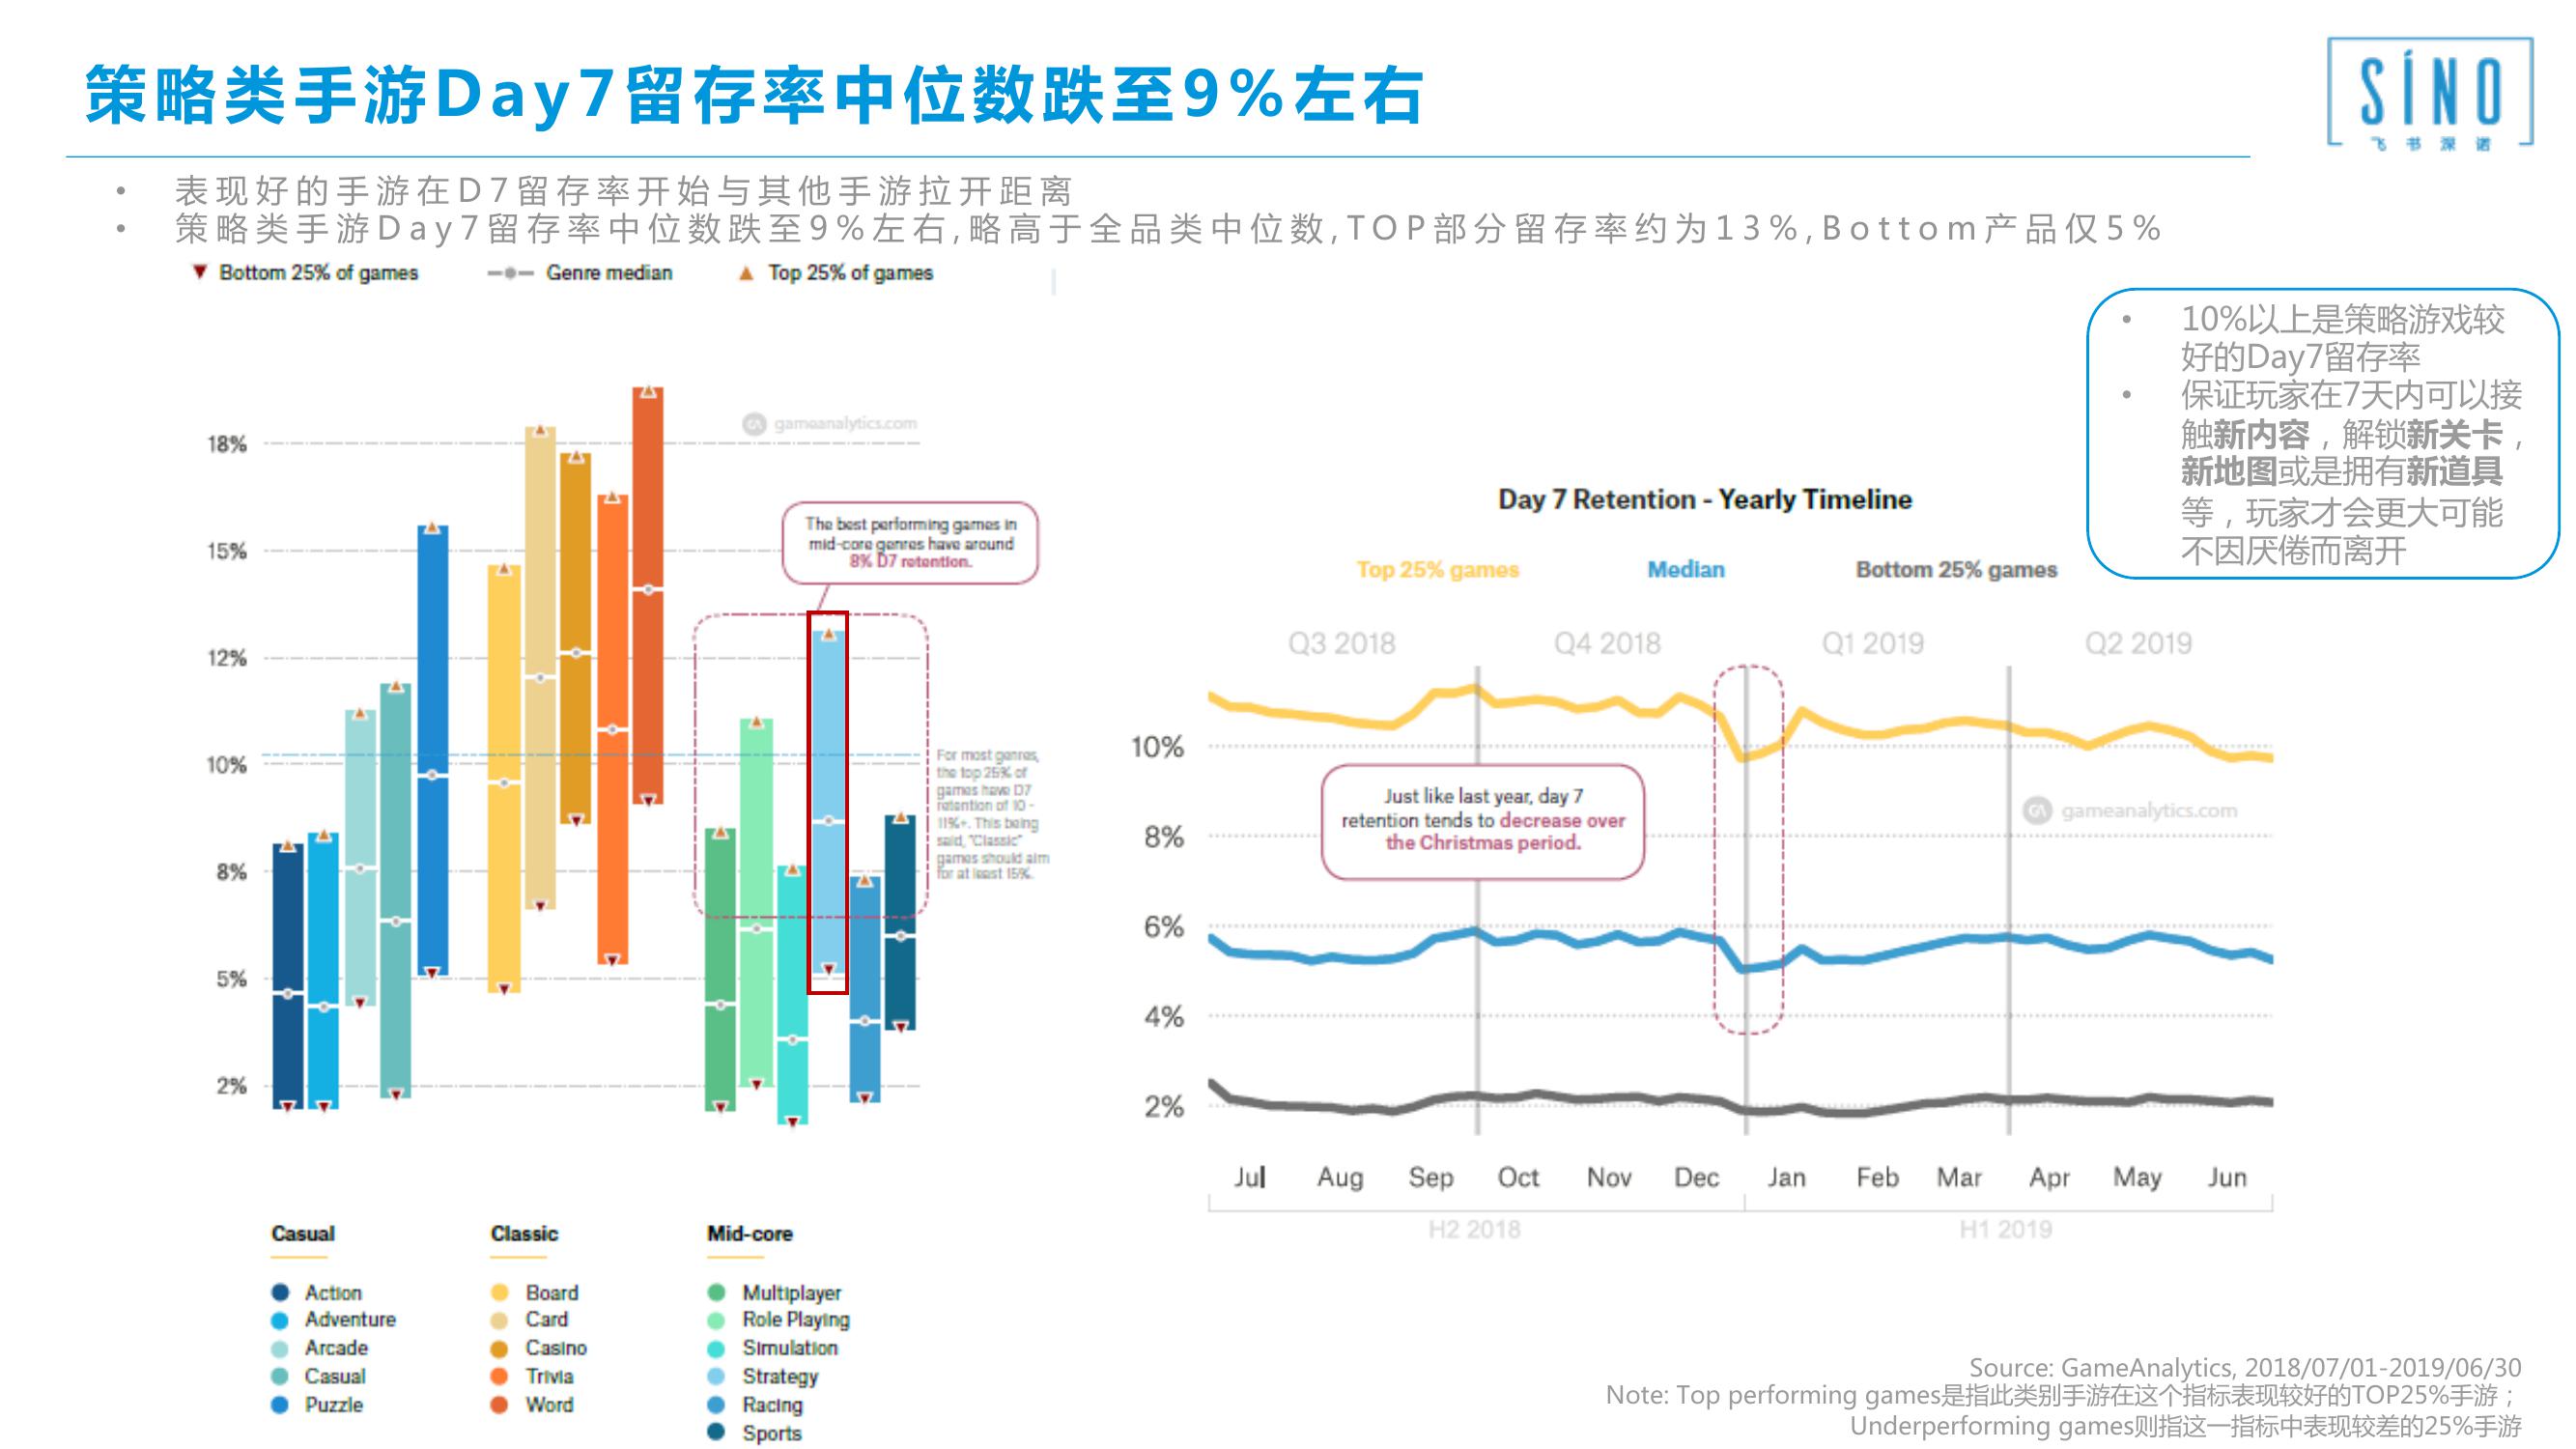 策略类手游Day7留存率中位数跌至9%左右
SINO
飞书深诺
• 表现好的手游在D7留存率开始与其他手游拉开距离
• 策略类手游Day7留存率中位数跌至9%左右,略高于全品类中位数,TOP部分留存率约为13%,Bottom产品仅5%
Bottom 25% of games Genre median Top 25% of games
gameanalytics.com
18%
15%
12%
10%
8%
5%
2%
The best performing games in
mid-core genres have around
8% D7 retention.
For most genres,
the top 25% of
games have D7
retention of 10 -
11%+. This being
said, "Classic"
games should aim
for at least 15%.
Casual
Action
Adventure
Arcade
Casual
Puzzle
Classic
Board
Card
Casino
Trivia
Word
Mid-core
Multiplayer
Role Playing
Simulation
Strategy
Racing
Sports
Day 7 Retention - Yearly Timeline
Top 25% games Median Bottom 25% games
Q3 2018 Q4 2018 Q1 2019 Q2 2019
10%
8%
6%
4%
2%
Just like last year, day 7
retention tends to decrease over
the Christmas period.
gameanalytics.com
Jul Aug Sep Oct Nov Dec Jan Feb Mar Apr May Jun
H2 2018 H1 2019
• 10%以上是策略游戏较
好的Day7留存率
• 保证玩家在7天内可以接
触新内容，解锁新关卡，
新地图或是拥有新道具
等，玩家才会更大可能
不因厌倦而离开
Source: GameAnalytics, 2018/07/01-2019/06/30
Note: Top performing games是指此类别手游在这个指标表现较好的TOP25%手游；
Underperforming games则指这一指标中表现较差的25%手游